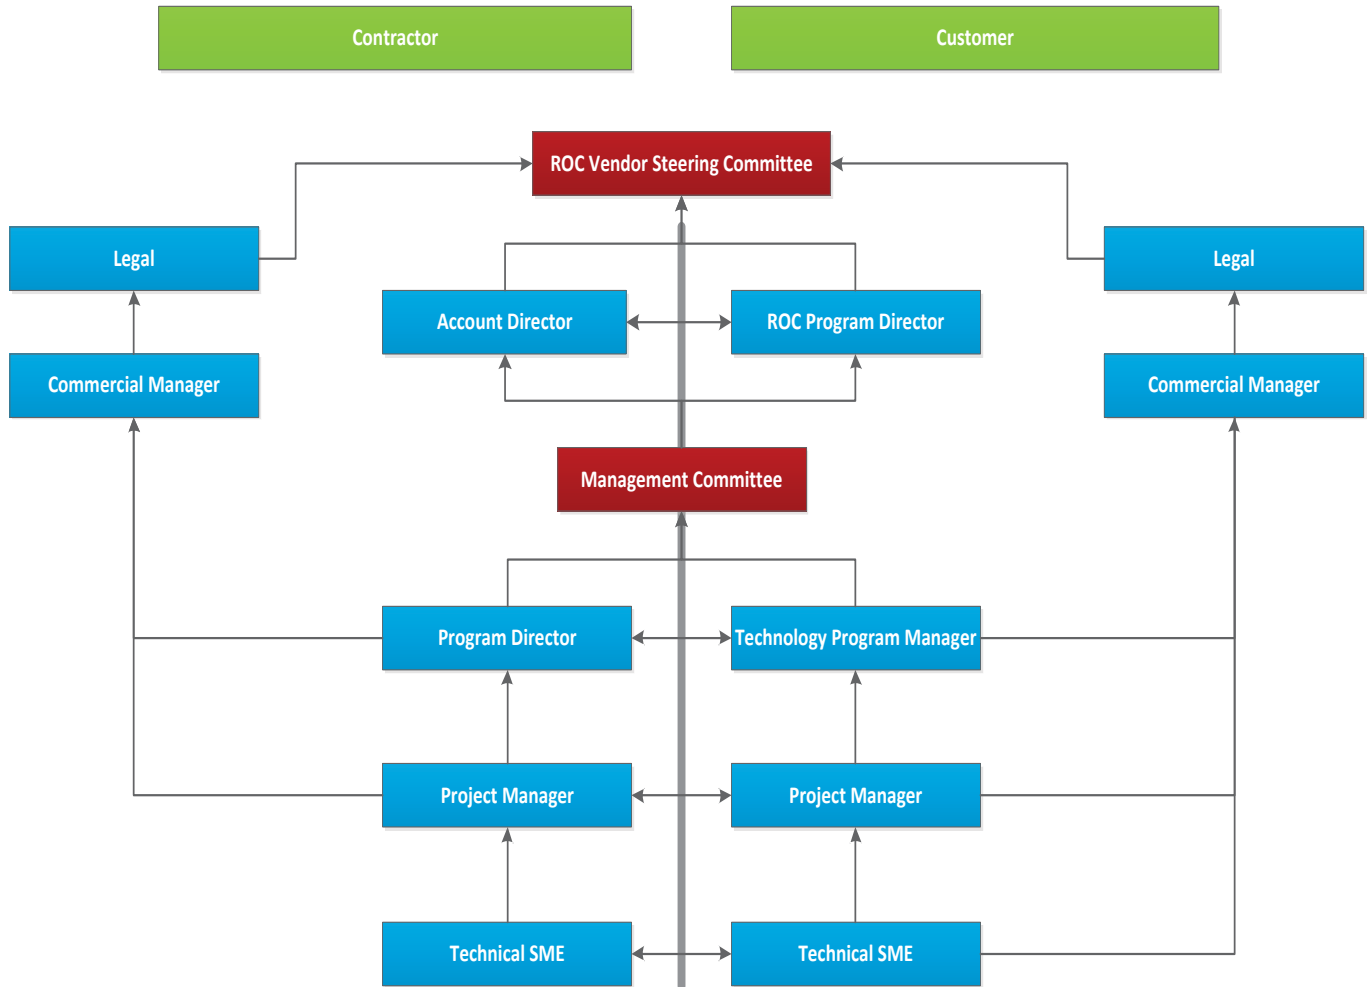 Contractor
Customer
ROC Vendor Steering Committee
Legal
Legal
Account Director
ROC Program Director
Commercial Manager
Commercial Manager
Management Committee
Program Director
Technology Program Manager
Project Manager
Project Manager
Technical SME
Technical SME